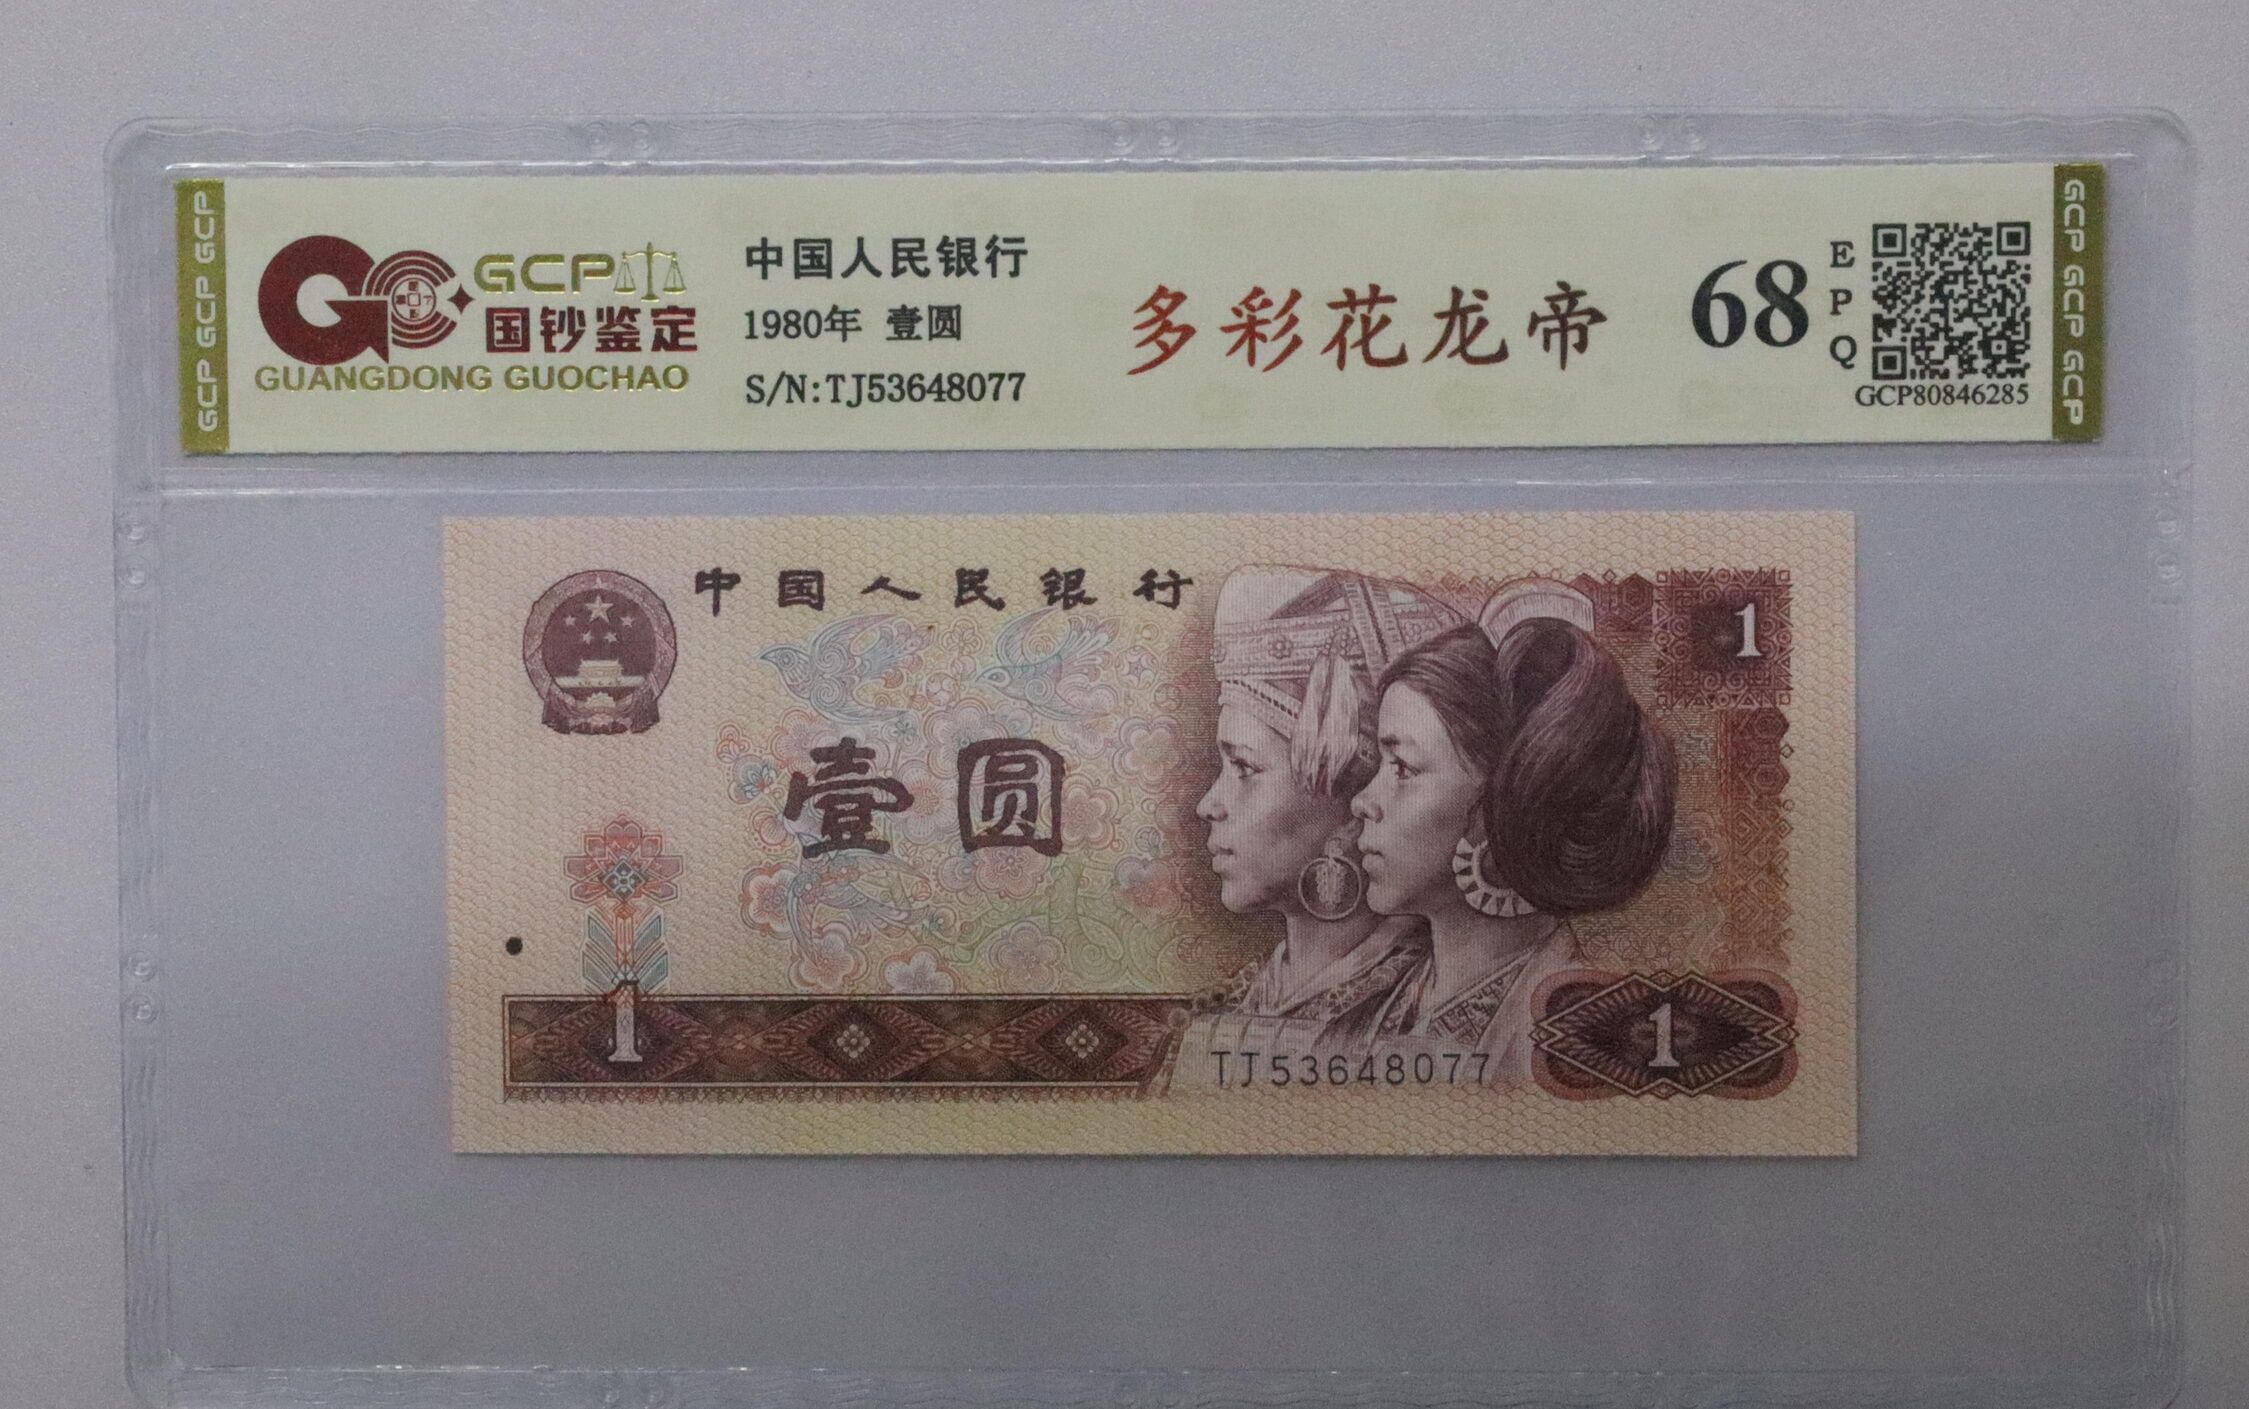 GCP GCP GCP
GCP
国钞鉴定
GUANGDONG GUOCHAO
中国人民银行
1980年 壹圆
S/N:TJ53648077
多彩花龙帝
68
EPQ
GCP80846285
GCP GCP GCP
中国人民银行
1
壹圆
1
TJ53648077
1